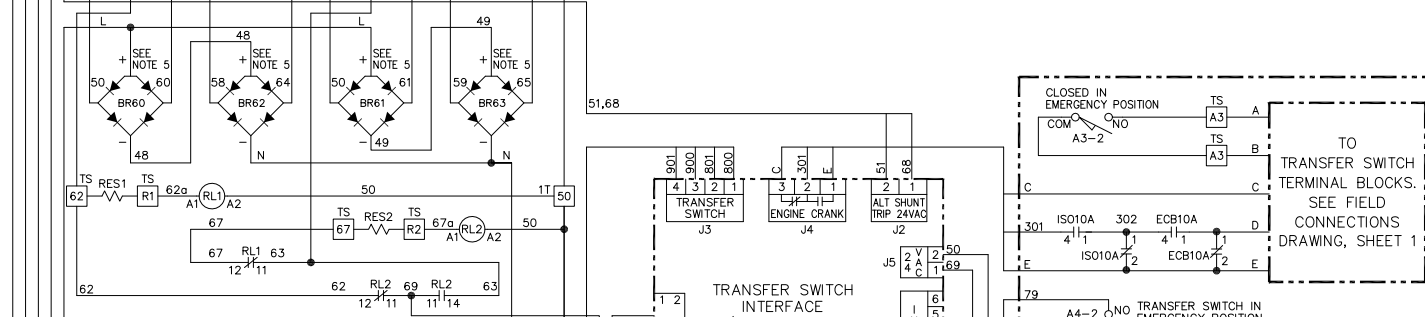 L
L
48
49
+ SEE NOTE 5
+ SEE NOTE 5
+ SEE NOTE 5
+ SEE NOTE 5
50 60
58 64
50 61
59 65
BR60
BR62
BR61
BR63
-
-
-
-
48
N
49
N
51,68
TS
62
RES1
TS
R1
62a
RL1
A1 A2
50
1T
50
67
TS
67
RES2
TS
R2
67a
RL2
A1 A2
50
67
RL1
63
12 11
62
62
RL2
69
RL2
63
12 11
11 14
901
900
801
800
4 3 2 1
TRANSFER
SWITCH
J3
C
301
E
3 2 1
ENGINE CRANK
J4
51
68
2 1
ALT SHUNT
TRIP 24VAC
J2
J5
24
VAC
2
1
50
69
1 2
TRANSFER SWITCH
INTERFACE
6
5
CLOSED IN
EMERGENCY POSITION
COM
NO
A3-2
TS
A3
A
TS
A3
B
C
C
301
ISO10A
302
ECB10A
D
4 1
4 1
ISO10A
1
2
ECB10A
1
2
E
E
79
A4-2
NO
TRANSFER SWITCH IN
EMERGENCY POSITION
TO
TRANSFER SWITCH
TERMINAL BLOCKS.
SEE FIELD
CONNECTIONS
DRAWING, SHEET 1